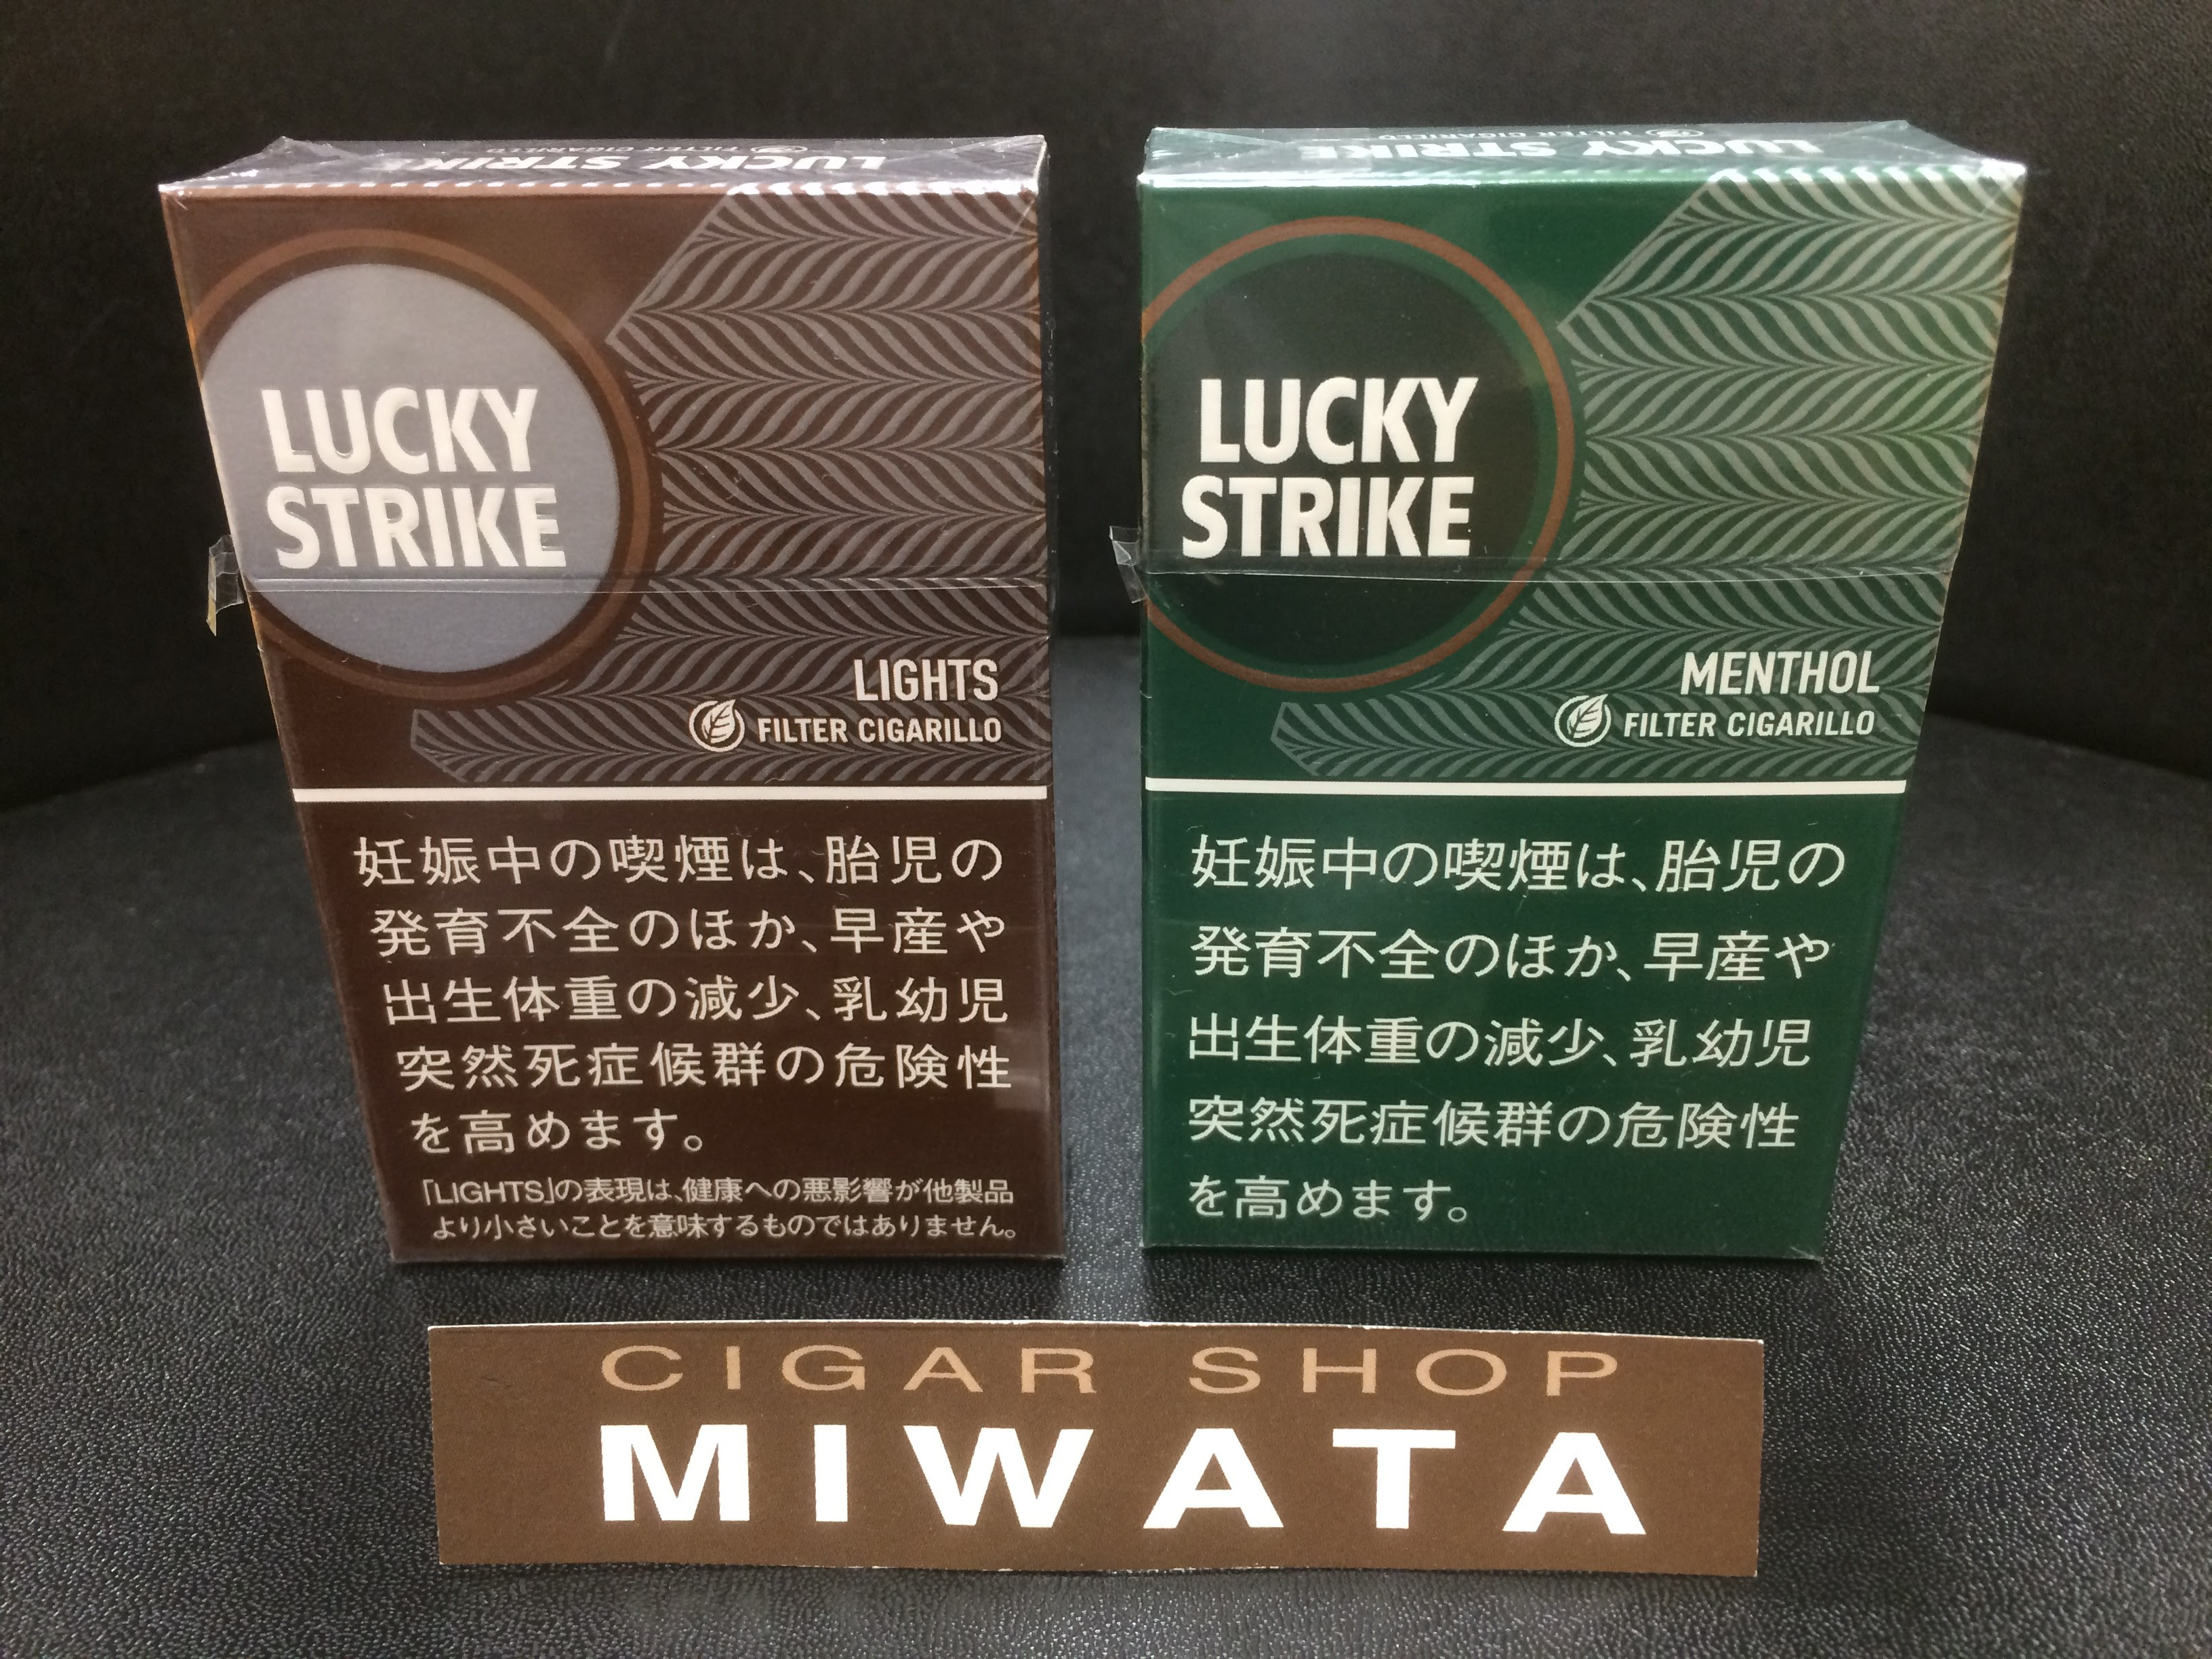 LUCKY STRIKE FILTER CIGARILLO
LUCKY
STRIKE
LIGHTS
FILTER CIGARILLO
妊娠中の喫煙は、胎児の
発育不全のほか、早産や
出生体重の減少、乳幼児
突然死症候群の危険性
を高めます。
「LIGHTS」の表現は、健康への悪影響が他製品
より小さいことを意味するものではありません。
LUCKY STRIKE FILTER CIGARILLO
LUCKY
STRIKE
MENTHOL
FILTER CIGARILLO
妊娠中の喫煙は、胎児の
発育不全のほか、早産や
出生体重の減少、乳幼児
突然死症候群の危険性
を高めます。
CIGAR SHOP
MIWATA